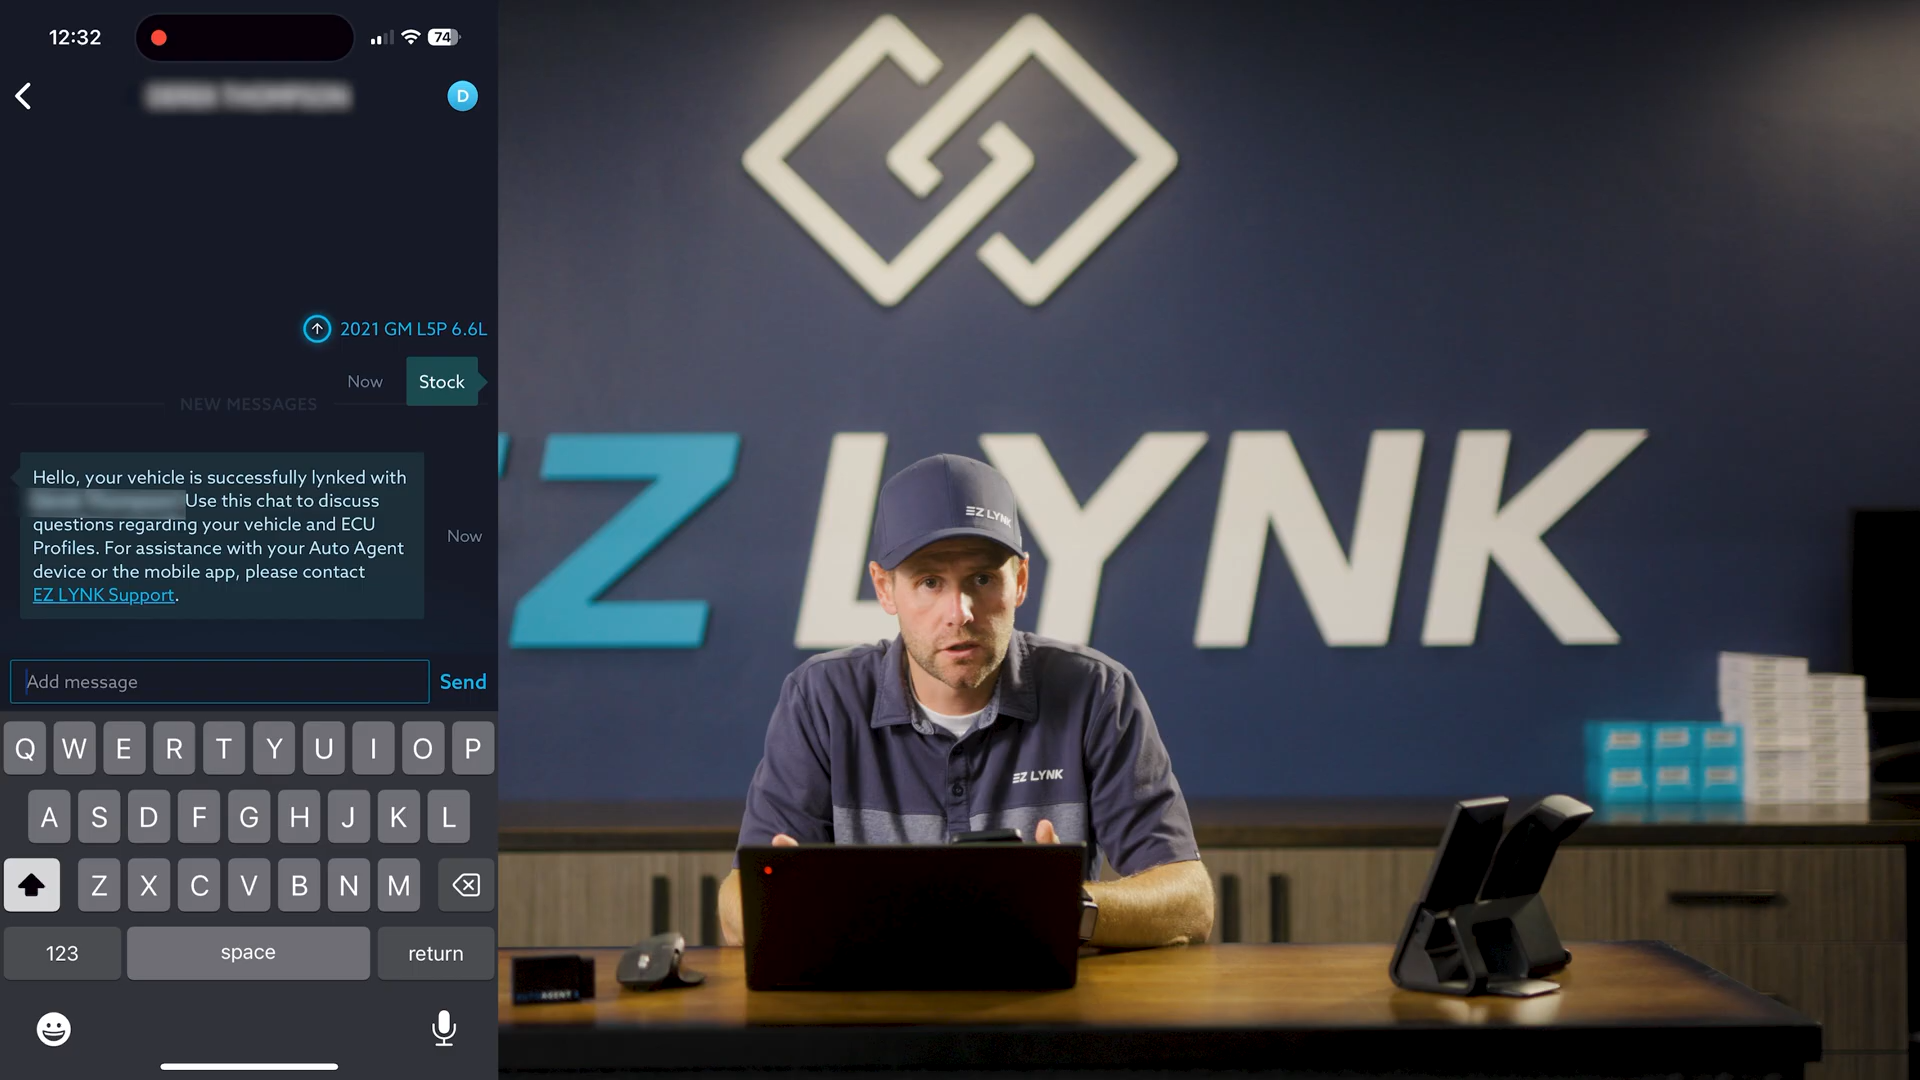 12:32
74
D
2021 GM L5P 6.6L
Now
Stock
NEW MESSAGES
Hello, your vehicle is successfully lynked with
Use this chat to discuss
questions regarding your vehicle and ECU
Profiles. For assistance with your Auto Agent
device or the mobile app, please contact
EZ LYNK Support.
Now
Add message
Send
Q W E R T Y U I O P
A S D F G H J K L
Z X C V B N M
123
space
return
EZ LYNK
EZ LYNK
EZ LYNK